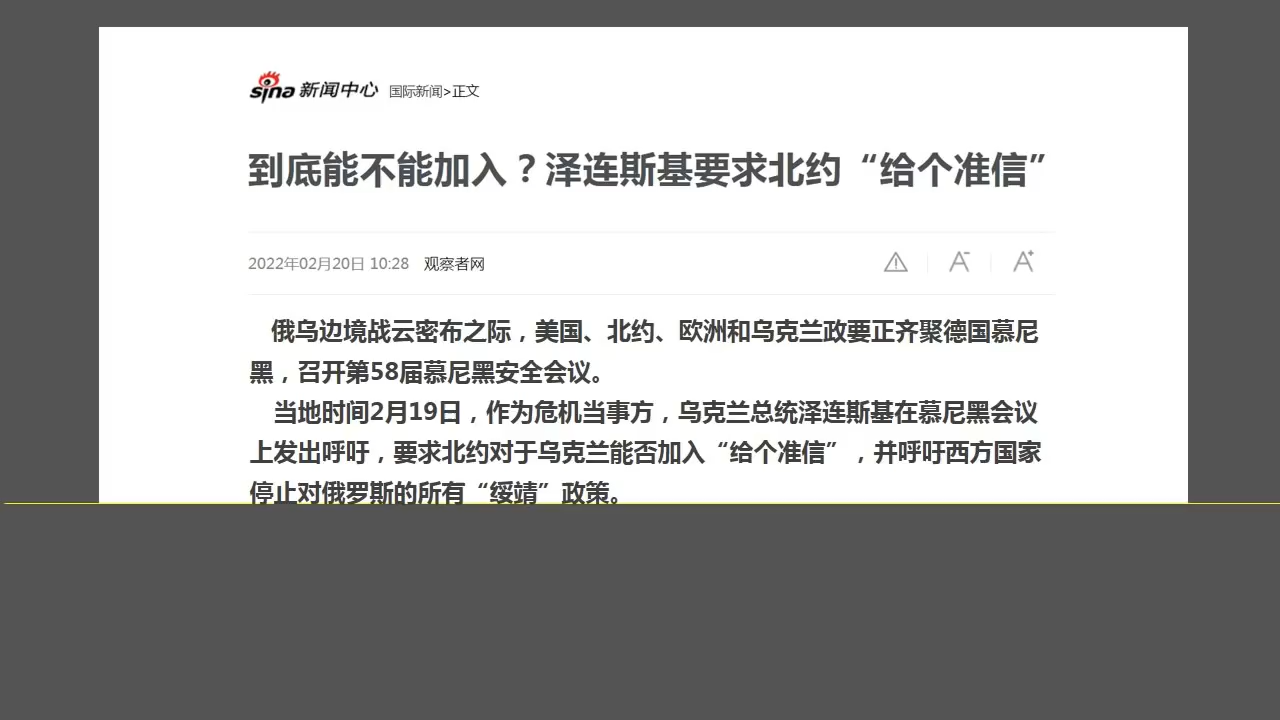 sina 新闻中心 国际新闻>正文
到底能不能加入？泽连斯基要求北约“给个准信”
2022年02月20日 10:28 观察者网
A- A+
俄乌边境战云密布之际，美国、北约、欧洲和乌克兰政要正齐聚德国慕尼
黑，召开第58届慕尼黑安全会议。
当地时间2月19日，作为危机当事方，乌克兰总统泽连斯基在慕尼黑会议
上发出呼吁，要求北约对于乌克兰能否加入“给个准信”，并呼吁西方国家
停止对俄罗斯的所有“绥靖”政策。